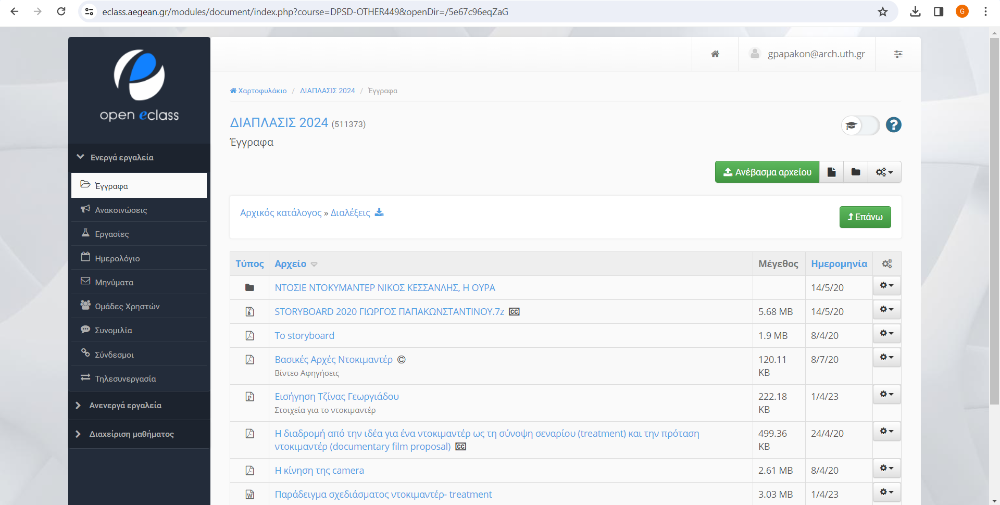 eclass.aegean.gr/modules/document/index.php?course=DPSD-OTHER449&openDir=/5e67c96eqZaG
G
open eclass
gpapakon@arch.uth.gr
Χαρτοφυλάκιο / ΔΙΑΠΛΑΣΙΣ 2024 / Έγγραφα
ΔΙΑΠΛΑΣΙΣ 2024 (511373)
Έγγραφα
Ενεργά εργαλεία
Έγγραφα
Ανακοινώσεις
Εργασίες
Ημερολόγιο
Μηνύματα
Ομάδες Χρηστών
Συνομιλία
Σύνδεσμοι
Τηλεσυνεργασία
Ανενεργά εργαλεία
Διαχείριση μαθήματος
Ανέβασμα αρχείου
Αρχικός κατάλογος » Διαλέξεις
Επάνω
Τύπος Αρχείο Μέγεθος Ημερομηνία
ΝΤΟΣΙΕ ΝΤΟΚΥΜΑΝΤΕΡ ΝΙΚΟΣ ΚΕΣΣΑΝΛΗΣ, Η ΟΥΡΑ 14/5/20
STORYBOARD 2020 ΓΙΩΡΓΟΣ ΠΑΠΑΚΩΝΣΤΑΝΤΙΝΟΥ.7z CC 5.68 MB 14/5/20
To storyboard 1.9 MB 8/4/20
Βασικές Αρχές Ντοκιμαντέρ © 120.11 KB 8/7/20
Βίντεο Αφηγήσεις
Εισήγηση Τζίνας Γεωργιάδου 222.18 KB 1/4/23
Στοιχεία για το ντοκιμαντέρ
Η διαδρομή από την ιδέα για ένα ντοκιμαντέρ ως τη σύνοψη σεναρίου (treatment) και την πρόταση
ντοκιμαντέρ (documentary film proposal) CC 499.36 KB 24/4/20
Η κίνηση της camera 2.61 MB 8/4/20
Παράδειγμα σχεδιάσματος ντοκιμαντέρ- treatment 3.03 MB 1/4/23